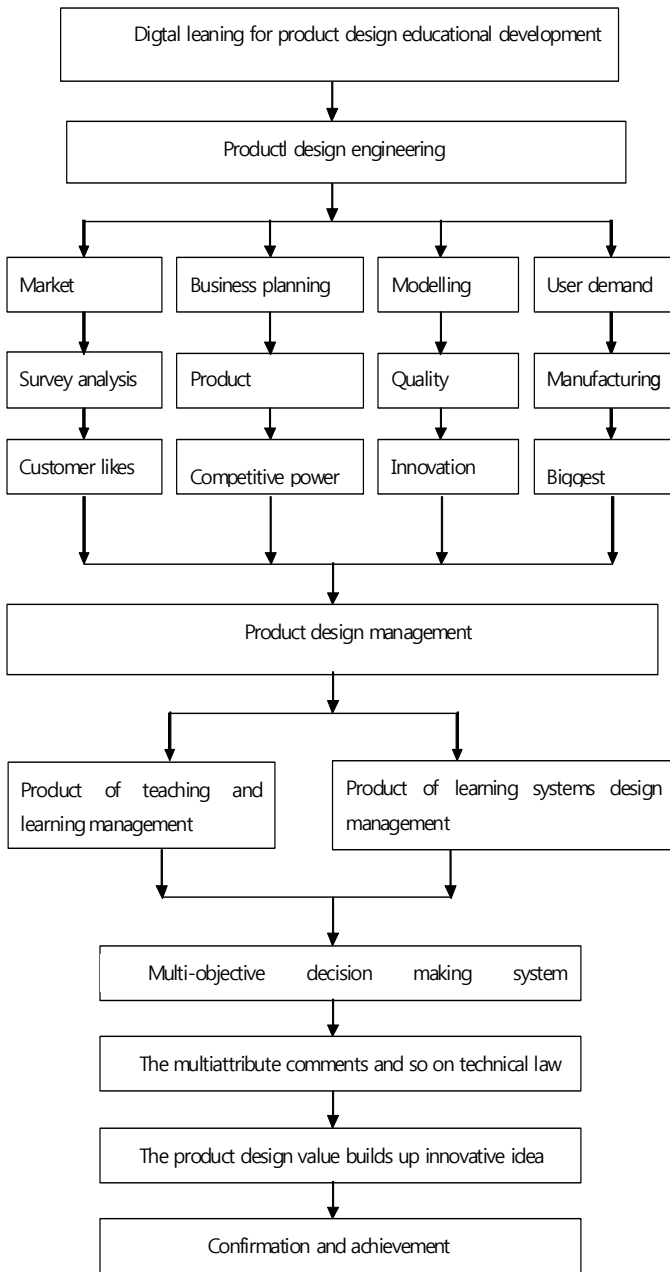 Digtal leaning for product design educational development
Productl design engineering
Market
Business planning
Modelling
User demand
Survey analysis
Product
Quality
Manufacturing
Customer likes
Competitive power
Innovation
Biggest
Product design management
Product of teaching and
learning management
Product of learning systems design
management
Multi-objective decision making system
The multiattribute comments and so on technical law
The product design value builds up innovative idea
Confirmation and achievement